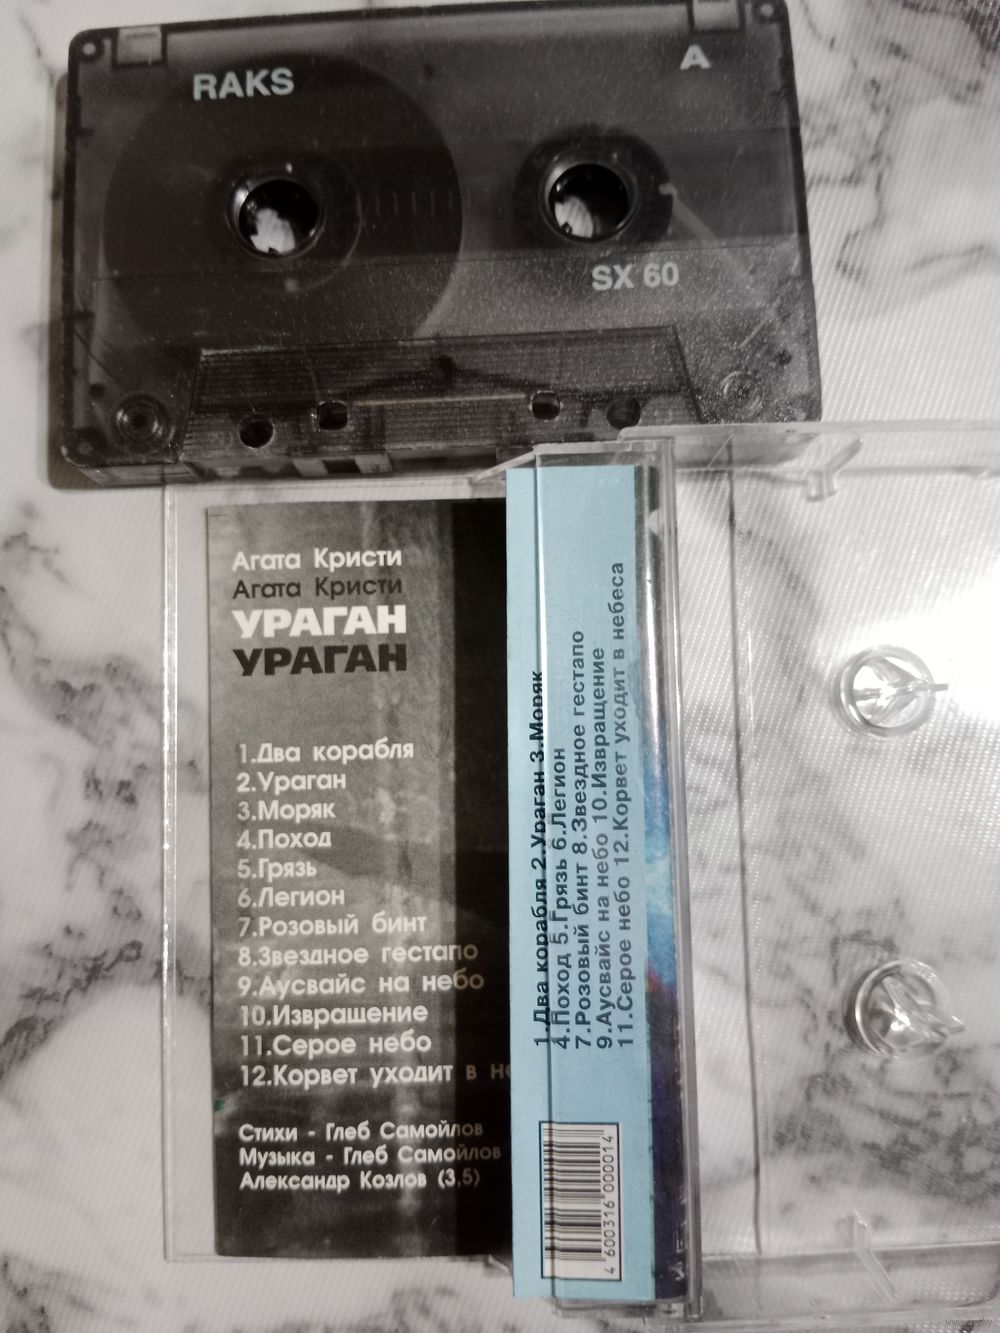 RAKS
A
SX 60
Агата Кристи
Агата Кристи
УРАГАН
УРАГАН
1.Два корабля
2.Ураган
3.Моряк
4.Поход
5.Грязь
6.Легион
7.Розовый бинт
8.Звездное гестапо
9.Аусвайс на небо
10.Извращение
11.Серое небо
12.Корвет уходит в не
Стихи - Глеб Самойлов
Музыка - Глеб Самойлов
Александр Козлов (3,5)
1.Два корабля 2.Ураган 3.Моряк
4.Поход 5.Грязь 6.Легион
7.Розовый бинт 8.Звездное гестапо
9.Аусвайс на небо 10.Извращение
11.Серое небо 12.Корвет уходит в небеса
4 600316 000014